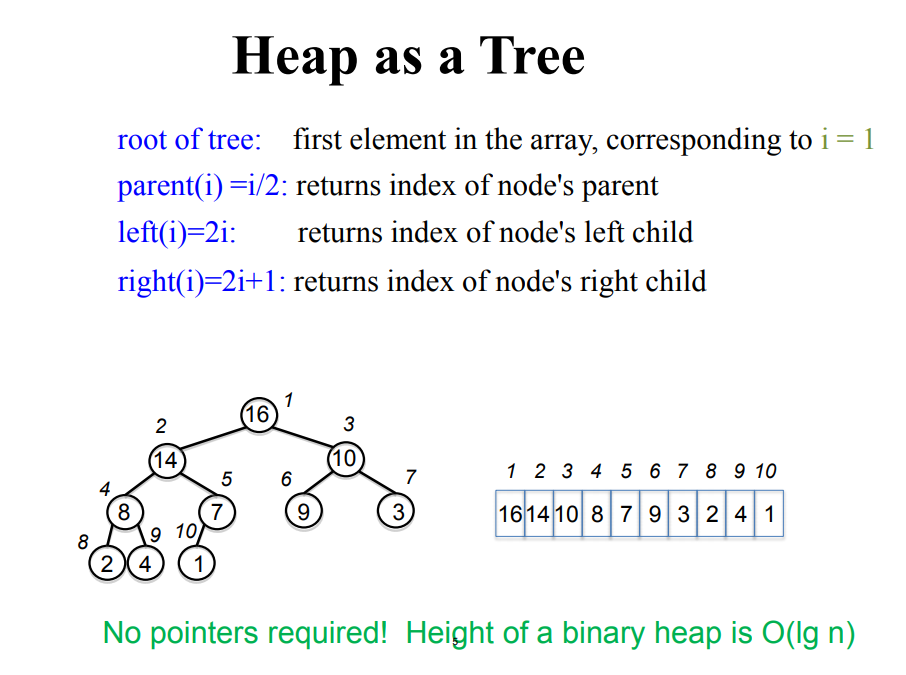 Heap as a Tree
root of tree: first element in the array, corresponding to i = 1
parent(i) =i/2: returns index of node's parent
left(i)=2i: returns index of node's left child
right(i)=2i+1: returns index of node's right child
16 1
2 3
14 10
4 5 6 7
8 7 9 3
8 9 10
2 4 1
1 2 3 4 5 6 7 8 9 10
16 14 10 8 7 9 3 2 4 1
No pointers required! Height of a binary heap is O(lg n)